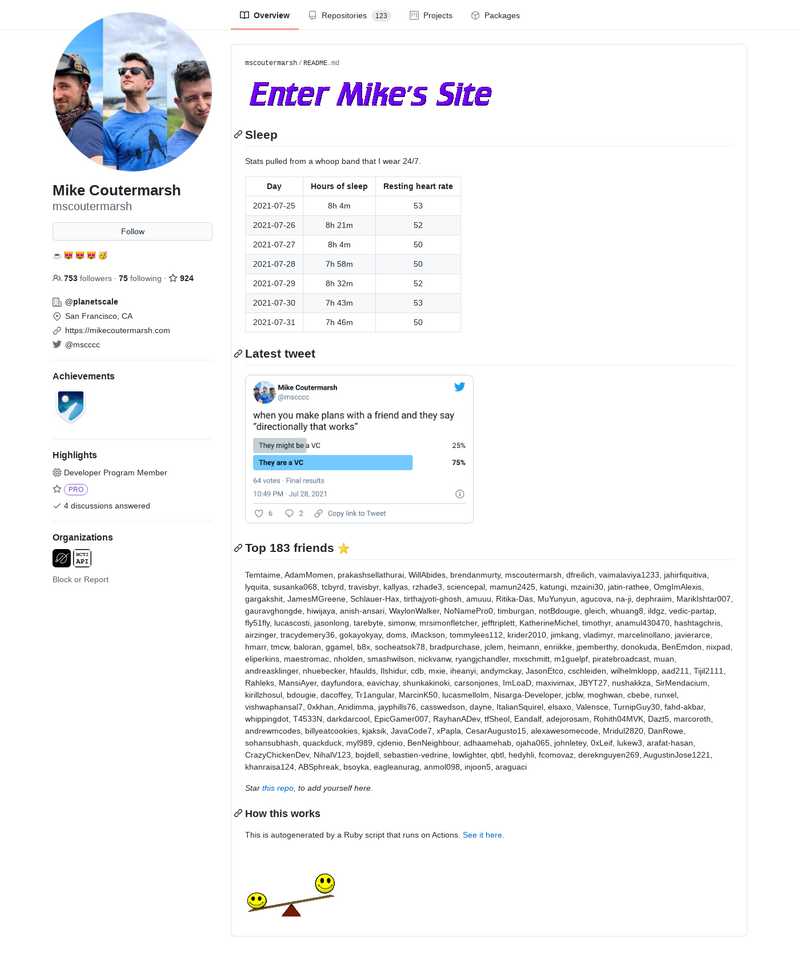 Overview
Repositories 123
Projects
Packages
Mike Coutermarsh
mscoutermarsh
Follow
753 followers · 75 following · 924
@planetscale
San Francisco, CA
https://mikecoutermarsh.com
@mscccc
Achievements
Highlights
Developer Program Member
PRO
4 discussions answered
Organizations
MCTU API
Block or Report
mscoutermarsh / README.md
Enter Mike's Site
Sleep
Stats pulled from a whoop band that I wear 24/7.
Day Hours of sleep Resting heart rate
2021-07-25 8h 4m 53
2021-07-26 8h 21m 52
2021-07-27 8h 4m 50
2021-07-28 7h 58m 50
2021-07-29 8h 32m 52
2021-07-30 7h 43m 53
2021-07-31 7h 46m 50
Latest tweet
Mike Coutermarsh
@mscccc
when you make plans with a friend and they say
"directionally that works"
They might be a VC 25%
They are a VC 75%
64 votes · Final results
10:49 PM · Jul 28, 2021
6 2 Copy link to Tweet
Top 183 friends
Temtaime, AdamMomen, prakashsellathurai, WillAbides, brendanmurty, mscoutermarsh, dfreilich, vaimalaviya1233, jahirfiquitiva,
lyquita, susanka068, tcbyrd, travisbyr, kallyas, rzhade3, sciencepal, mamun2425, katungi, mzaini30, jatin-rathee, OmgImAlexis,
gargakshit, JamesMGreene, Schlauer-Hax, tirthajyoti-ghosh, amuuu, Ritika-Das, MuYunyun, agucova, na-ji, dephraiim, Mariklshtar007,
gauravghongde, hiwijaya, anish-ansari, WaylonWalker, NoNamePro0, timburgan, notBdougie, gleich, whuang8, ildgz, vedic-partap,
fly51fly, lucascosti, jasonlong, tarebyte, simonw, mrsimonfletcher, jefftriplett, KatherineMichel, timothyr, anamul430470, hashtagchris,
airzinger, tracydemery36, gokayokyay, doms, iMackson, tommylees112, krider2010, jimkang, vladimyr, marcelinollano, javierarce,
hmarr, tmcw, baloran, ggamel, b8x, socheatsok78, bradpurchase, jclem, heimann, enriikke, jpemberthy, donokuda, BenEmdon, nixpad,
eliperkins, maestromac, nholden, smashwilson, nickvanw, ryangjchandler, mxschmitt, m1guelpf, piratebroadcast, muan,
andreasklinger, nhuebecker, hfaulds, IIshidur, cdb, mxie, iheanyi, andymckay, JasonEtco, cschleiden, wilhelmklopp, aad211, Tijil2111,
Rahleks, MansiAyer, dayfundora, eavichay, shunkakinoki, carsonjones, ImLoaD, maxivimax, JBYT27, nushakkza, SirMendacium,
kirillzhosul, bdougie, dacoffey, Tr1angular, MarcinK50, lucasmellolm, Nisarga-Developer, jcblw, moghwan, cbebe, runxel,
vishwaphansal7, 0xkhan, Anidimma, jayphills76, casswedson, dayne, ItalianSquirel, elsaxo, Valensce, TurnipGuy30, fahd-akbar,
whippingdot, T4533N, darkdarcool, EpicGamer007, RayhanADev, tfSheol, Eandalf, adejorosam, Rohith04MVK, Dazt5, marcoroth,
andrewmcodes, billyeatcookies, kjaksik, JavaCode7, xPapla, CesarAugusto15, alexawesomecode, Mridul2820, DanRowe,
sohansubhash, quackduck, myl989, cjdenio, BenNeighbour, adhaamehab, ojaha065, johnletey, 0xLeif, lukew3, arafat-hasan,
CrazyChickenDev, NihalV123, bojdell, sebastien-vedrine, lowlighter, qbtl, hedyhli, fcomovaz, dereknguyen269, AugustinJose1221,
khanraisa124, ABSphreak, bsoyka, eagleanurag, anmol098, injoon5, araguaci
Star this repo, to add yourself here.
How this works
This is autogenerated by a Ruby script that runs on Actions. See it here.